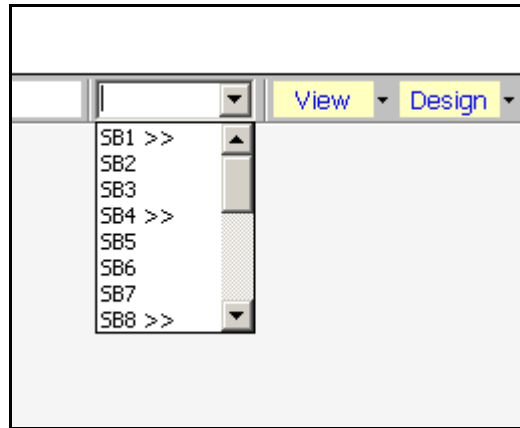 View Design
SB1 >>
SB2
SB3
SB4 >>
SB5
SB6
SB7
SB8 >>